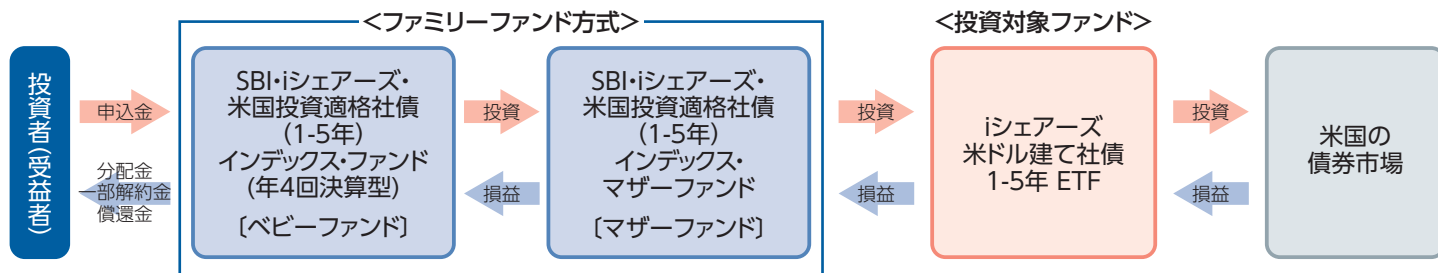 <ファミリーファンド方式>
<投資対象ファンド>
投資者(受益者)
申込金
分配金
一部解約金
償還金
SBI・iシェアーズ・
米国投資適格社債
(1-5年)
インデックス・ファンド
(年4回決算型)
〔ベビーファンド〕
投資
損益
SBI・iシェアーズ・
米国投資適格社債
(1-5年)
インデックス・
マザーファンド
〔マザーファンド〕
投資
損益
iシェアーズ
米ドル建て社債
1-5年 ETF
投資
損益
米国の
債券市場